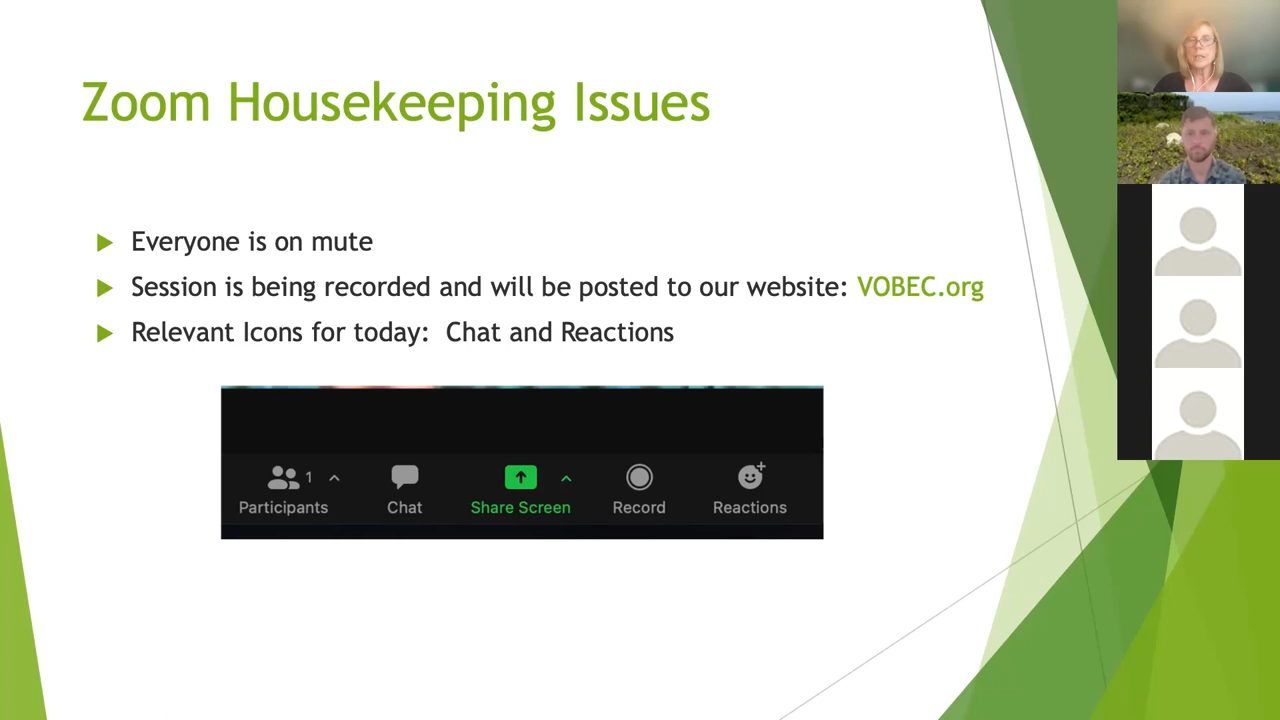 Zoom Housekeeping Issues
Everyone is on mute
Session is being recorded and will be posted to our website: VOBEC.org
Relevant Icons for today:  Chat and Reactions
1
Participants Chat Share Screen Record Reactions